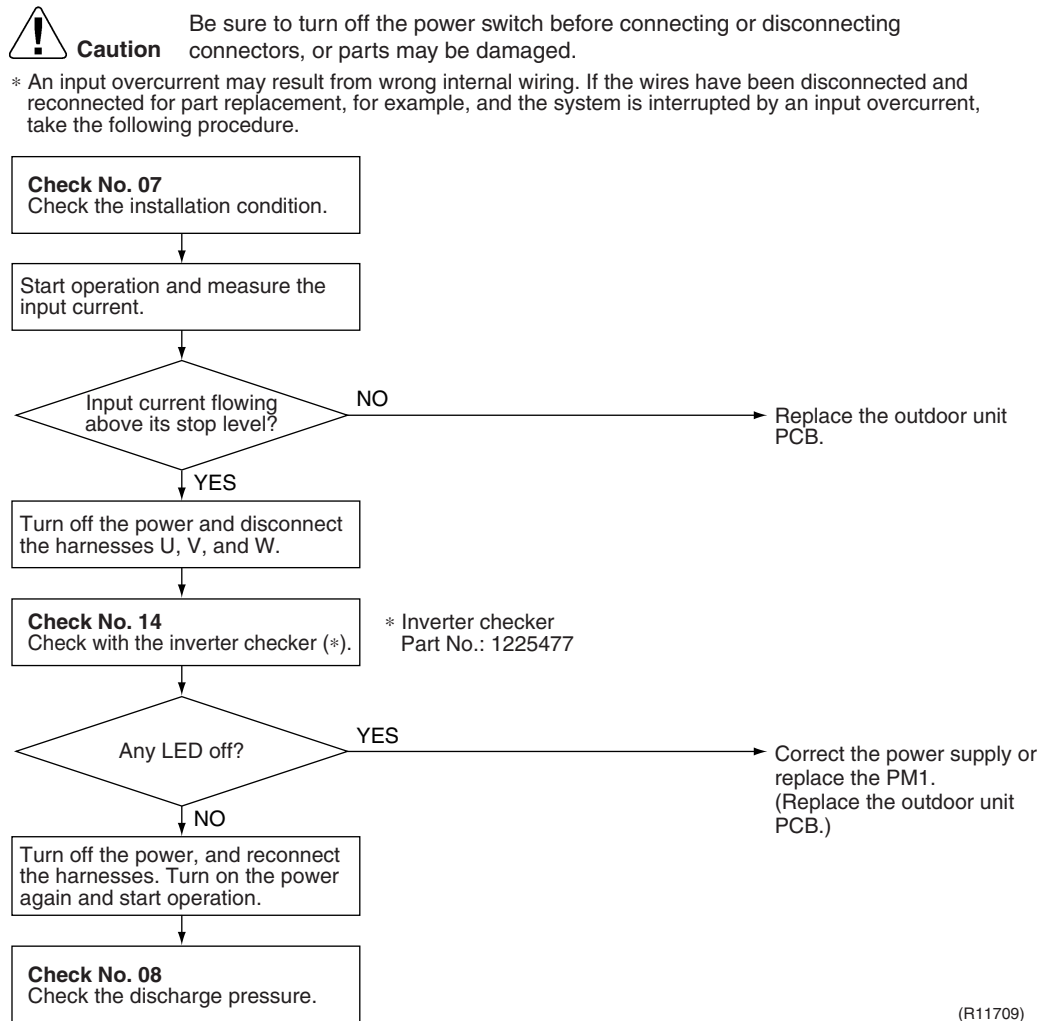 Be sure to turn off the power switch before connecting or disconnecting
Caution connectors, or parts may be damaged.
* An input overcurrent may result from wrong internal wiring. If the wires have been disconnected and
reconnected for part replacement, for example, and the system is interrupted by an input overcurrent,
take the following procedure.
Check No. 07
Check the installation condition.
Start operation and measure the
input current.
Input current flowing
above its stop level?
NO
Replace the outdoor unit
PCB.
YES
Turn off the power and disconnect
the harnesses U, V, and W.
Check No. 14
Check with the inverter checker (*).
* Inverter checker
Part No.: 1225477
Any LED off?
YES
Correct the power supply or
replace the PM1.
(Replace the outdoor unit
PCB.)
NO
Turn off the power, and reconnect
the harnesses. Turn on the power
again and start operation.
Check No. 08
Check the discharge pressure.
(R11709)